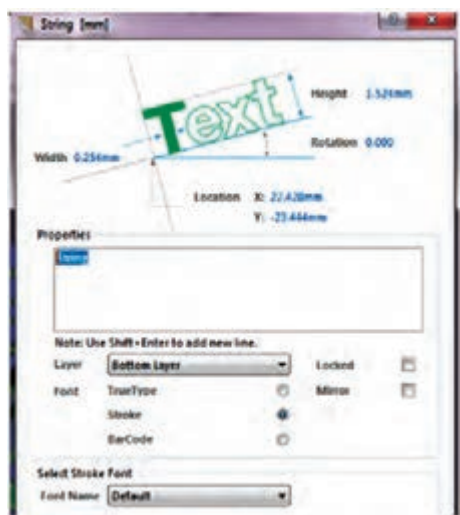 String [mm]
Text
Height 1.524mm
Rotation 0.000
Width 0.254mm
Location X: 22.428mm
Y: -23.444mm
Properties
String
Note: Use Shift+Enter to add new line.
Layer Bottom Layer Locked
Font TrueType Mirror
Stroke
BarCode
Select Stroke Font
Font Name Default